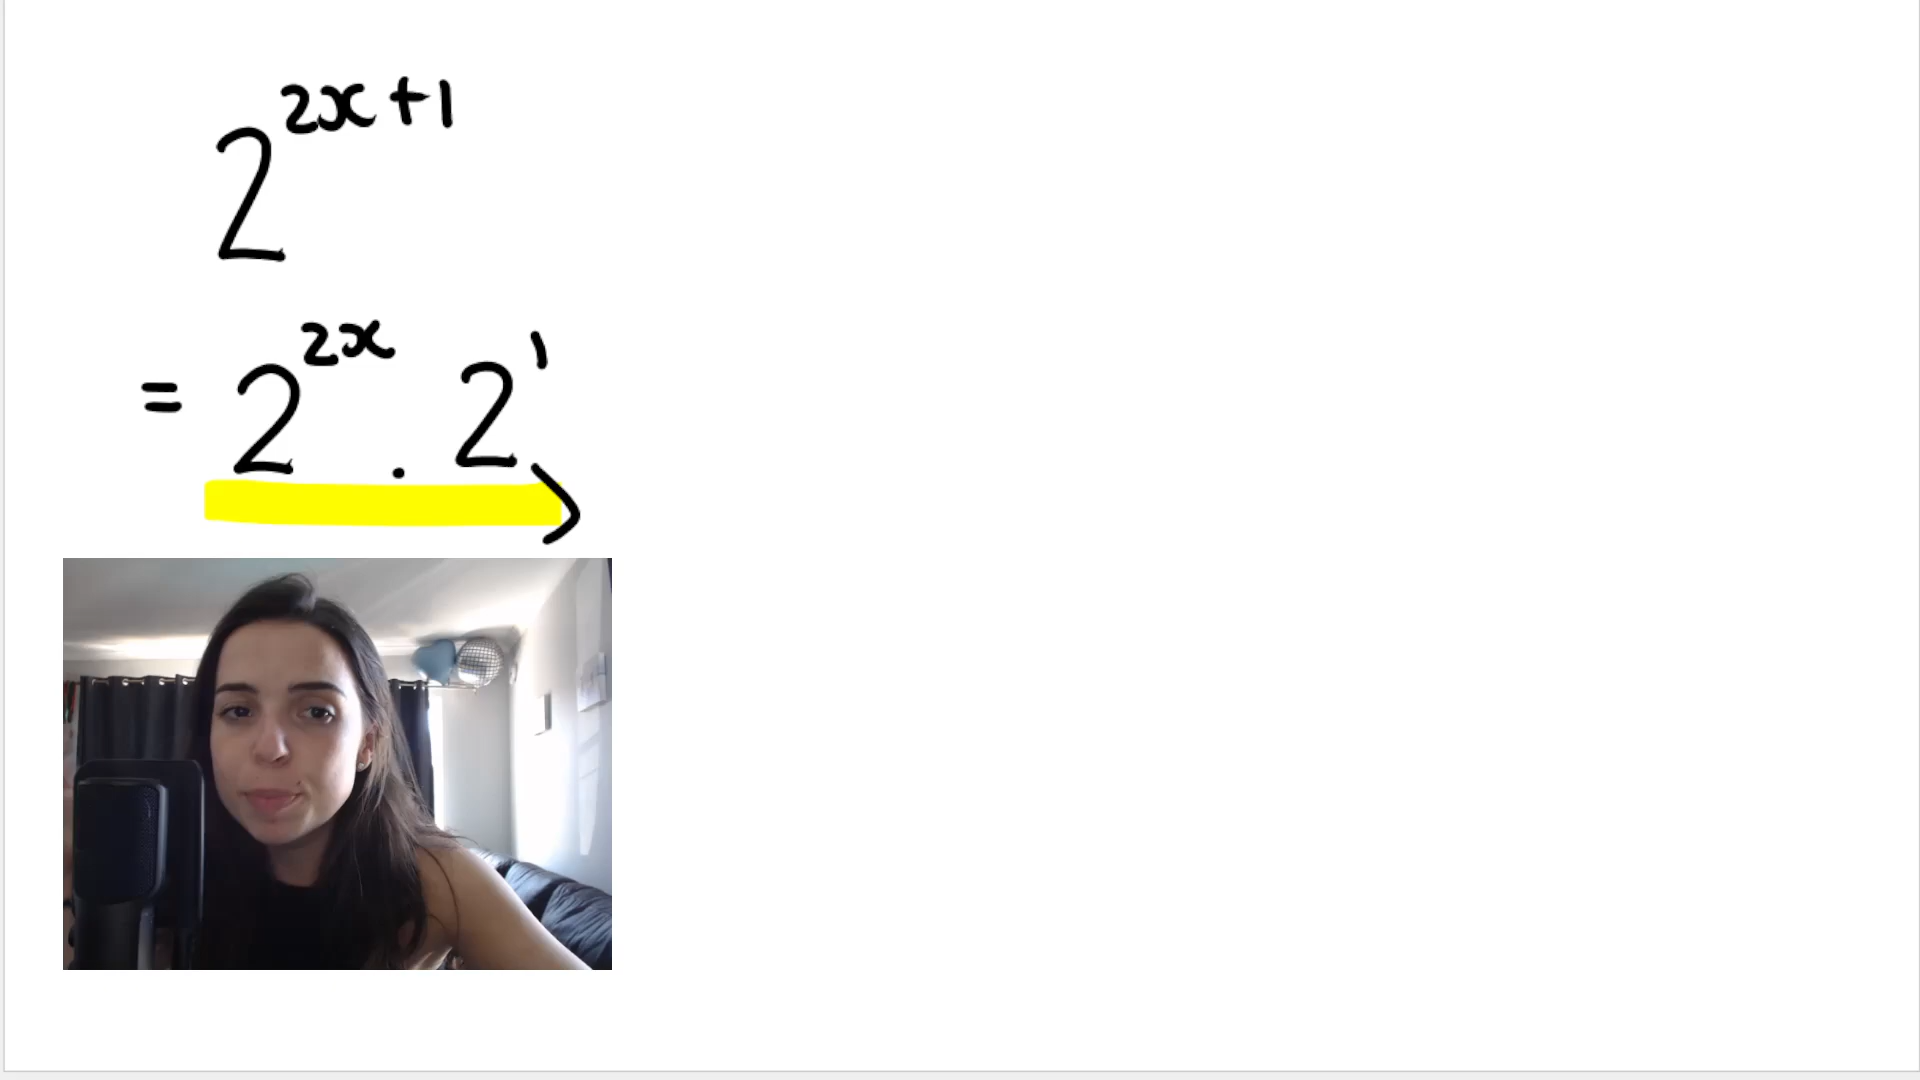 2^{2x+1}
= 2^{2x} . 2^1